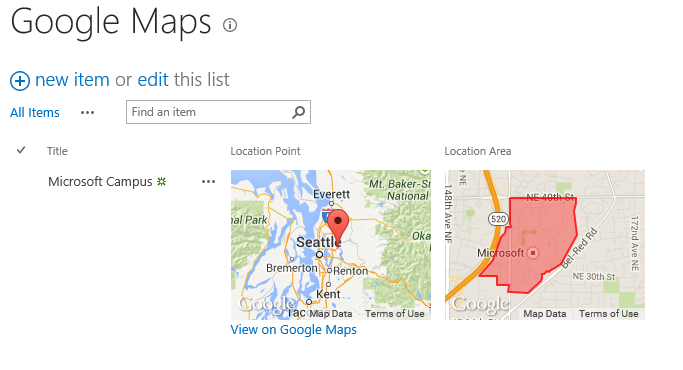 Google Maps
new item or edit this list
All Items ... Find an item
Title Location Point Location Area
Microsoft Campus ...
Everett
Mt. Baker-S
National
nal Park
Oka
Seattle
Bremerton
Renton
Kent
Taco
Google Map Data Terms of Use
View on Google Maps
NE 40th St
148th Ave NE
520
172nd Ave NE
Microsoft
Bel-Red Rd
NE 30th St
Google Map Data Terms of Use